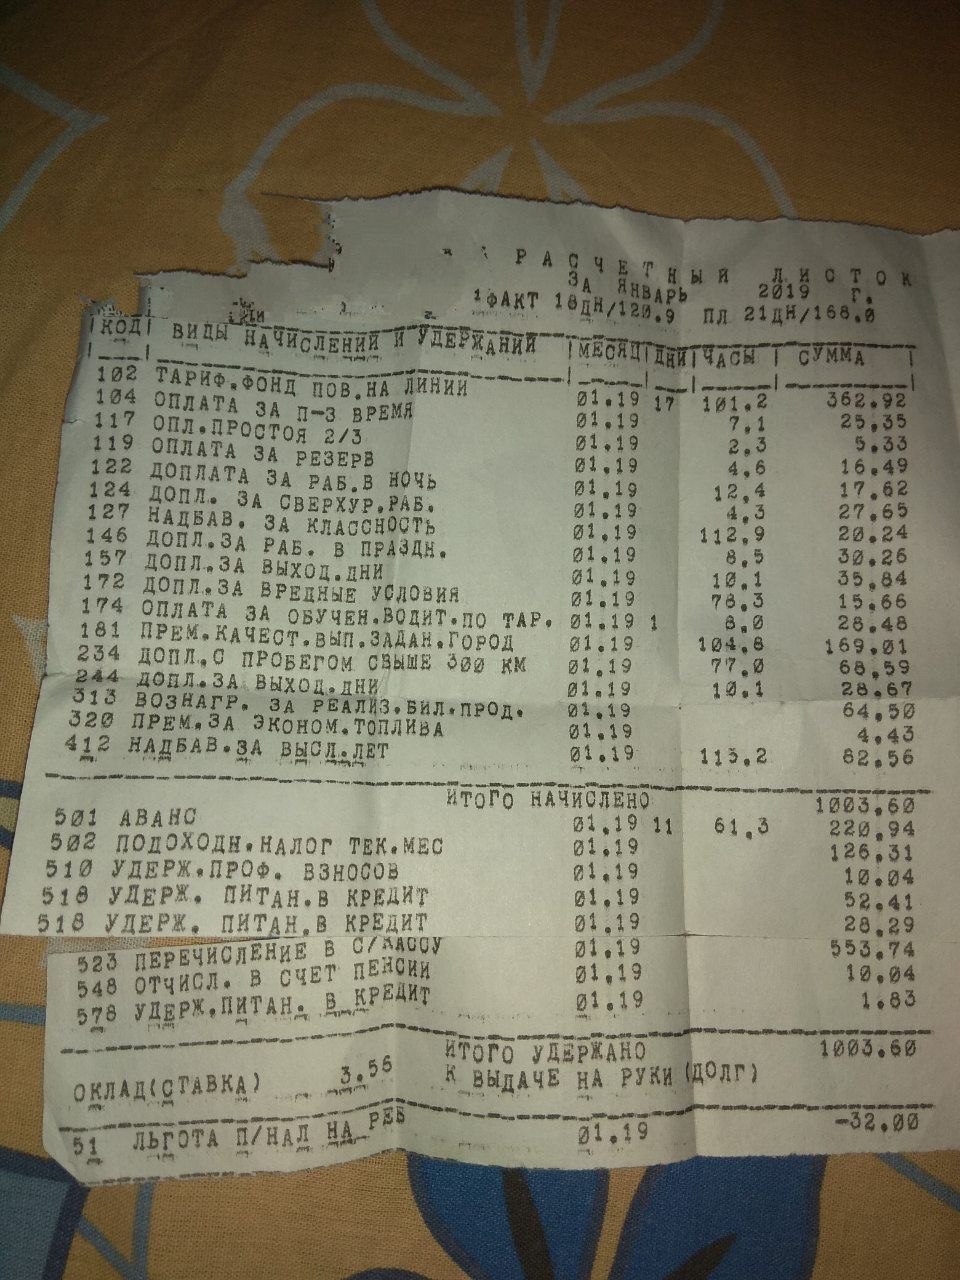 РАСЧЕТНЫЙ ЛИСТОК
ЗА ЯНВАРЬ 2019 Г.
1ФАКТ 18ДН/120.9 ПЛ 21ДН/168.0
|КОД| ВИДЫ НАЧИСЛЕНИЙ И УДЕРЖАНИЙ |МЕСЯЦ|ДНИ|ЧАСЫ | СУММА |
102 ТАРИФ.ФОНД ПОВ.НА ЛИНИИ 01.19 17 101.2 362.92
104 ОПЛАТА ЗА П-З ВРЕМЯ 01.19 7,1 25,35
117 ОПЛ.ПРОСТОЯ 2/3 01.19 2.3 5.33
119 ОПЛАТА ЗА РЕЗЕРВ 01.19 4,6 16.49
122 ДОПЛАТА ЗА РАБ.В НОЧЬ 01.19 12,4 17.62
124 ДОПЛ. ЗА СВЕРХУР.РАБ. 01.19 4.3 27.65
127 НАДБАВ. ЗА КЛАССНОСТЬ 01.19 112.9 20.24
146 ДОПЛ.ЗА РАБ. В ПРАЗДН. 01.19 8,5 30.26
157 ДОПЛ.ЗА ВЫХОД.ДНИ 01.19 10.1 35,84
172 ДОПЛ.ЗА ВРЕДНЫЕ УСЛОВИЯ 01.19 78.3 15.66
174 ОПЛАТА ЗА ОБУЧЕН.ВОДИТ.ПО ТАР. 01.19 1 8.0 28.48
181 ПРЕМ.КАЧЕСТ.ВЫП.ЗАДАН.ГОРОД 01.19 104.8 169.01
234 ДОПЛ.С ПРОБЕГОМ СВЫШЕ 300 КМ 01.19 77.0 68,59
244 ДОПЛ.ЗА ВЫХОД.ДНИ 01.19 10.1 28.67
313 ВОЗНАГР. ЗА РЕАЛИЗ.БИЛ.ПРОД. 01.19 64,50
320 ПРЕМ.ЗА ЭКОНОМ.ТОПЛИВА 01.19 4.43
412 НАДБАВ.ЗА ВЫСЛ.ЛЕТ 01.19 113.2 82,56
ИТОГО НАЧИСЛЕНО 1003.60
501 АВАНС 01.19 11 61,3 220,94
502 ПОДОХОДН.НАЛОГ ТЕК.МЕС 01.19 126.31
510 УДЕРЖ.ПРОФ. ВЗНОСОВ 01.19 10.04
518 УДЕРЖ. ПИТАН.В КРЕДИТ 01.19 52.41
518 УДЕРЖ. ПИТАН.В КРЕДИТ 01.19 28.29
523 ПЕРЕЧИСЛЕНИЕ В С/КАССУ 01.19 553.74
548 ОТЧИСЛ. В СЧЕТ ПЕНСИИ 01.19 10.04
578 УДЕРЖ.ПИТАН. В КРЕДИТ 01.19 1.83
ИТОГО УДЕРЖАНО 1003.60
ОКЛАД(СТАВКА) 3.56 К ВЫДАЧЕ НА РУКИ (ДОЛГ)
51 ЛЬГОТА П/НАЛ НА РЕБ 01.19 -32.00